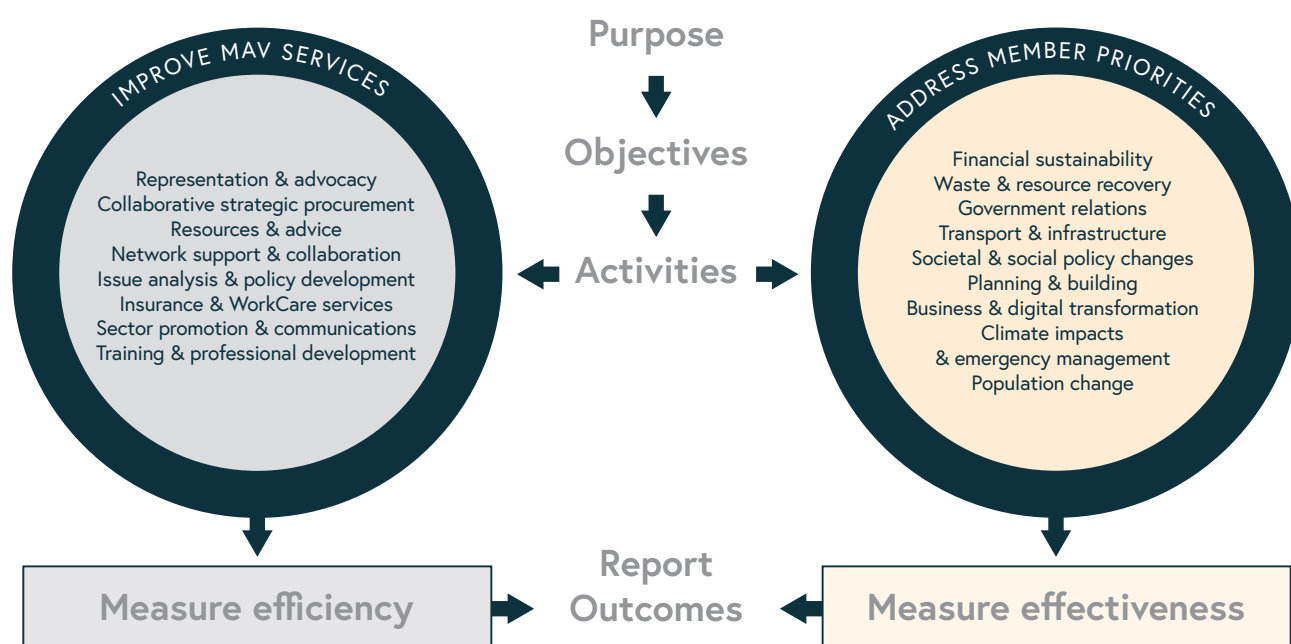 IMPROVE MAV SERVICES
Representation & advocacy
Collaborative strategic procurement
Resources & advice
Network support & collaboration
Issue analysis & policy development
Insurance & WorkCare services
Sector promotion & communications
Training & professional development
Purpose
Objectives
Activities
ADDRESS MEMBER PRIORITIES
Financial sustainability
Waste & resource recovery
Government relations
Transport & infrastructure
Societal & social policy changes
Planning & building
Business & digital transformation
Climate impacts
& emergency management
Population change
Measure efficiency
Report
Outcomes
Measure effectiveness